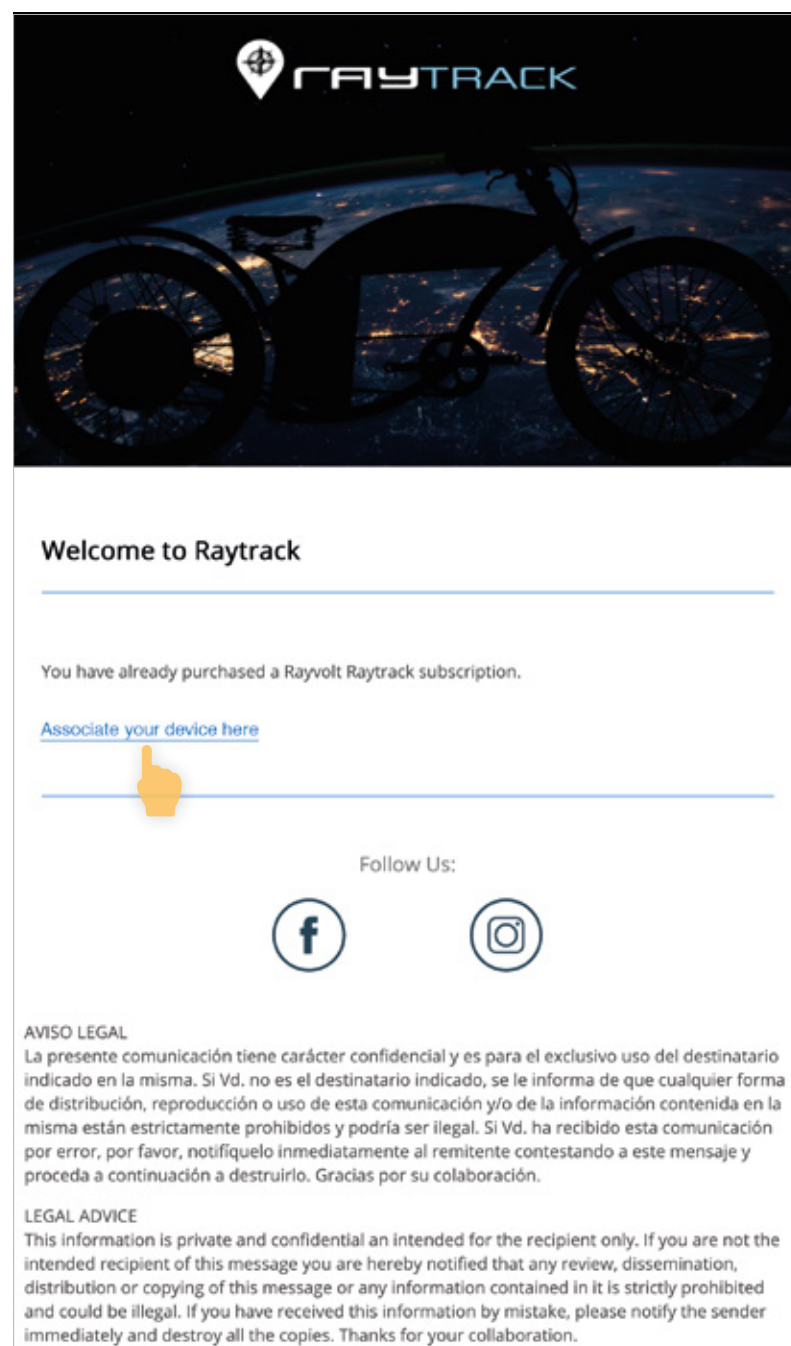 RAYTRACK
Welcome to Raytrack
You have already purchased a Rayvolt Raytrack subscription.
Associate your device here
Follow Us:
AVISO LEGAL
La presente comunicación tiene carácter confidencial y es para el exclusivo uso del destinatario
indicado en la misma. Si Vd. no es el destinatario indicado, se le informa de que cualquier forma
de distribución, reproducción o uso de esta comunicación y/o de la información contenida en la
misma están estrictamente prohibidos y podría ser ilegal. Si Vd. ha recibido esta comunicación
por error, por favor, notifíquelo inmediatamente al remitente contestando a este mensaje y
proceda a continuación a destruirlo. Gracias por su colaboración.
LEGAL ADVICE
This information is private and confidential an intended for the recipient only. If you are not the
intended recipient of this message you are hereby notified that any review, dissemination,
distribution or copying of this message or any information contained in it is strictly prohibited
and could be illegal. If you have received this information by mistake, please notify the sender
immediately and destroy all the copies. Thanks for your collaboration.